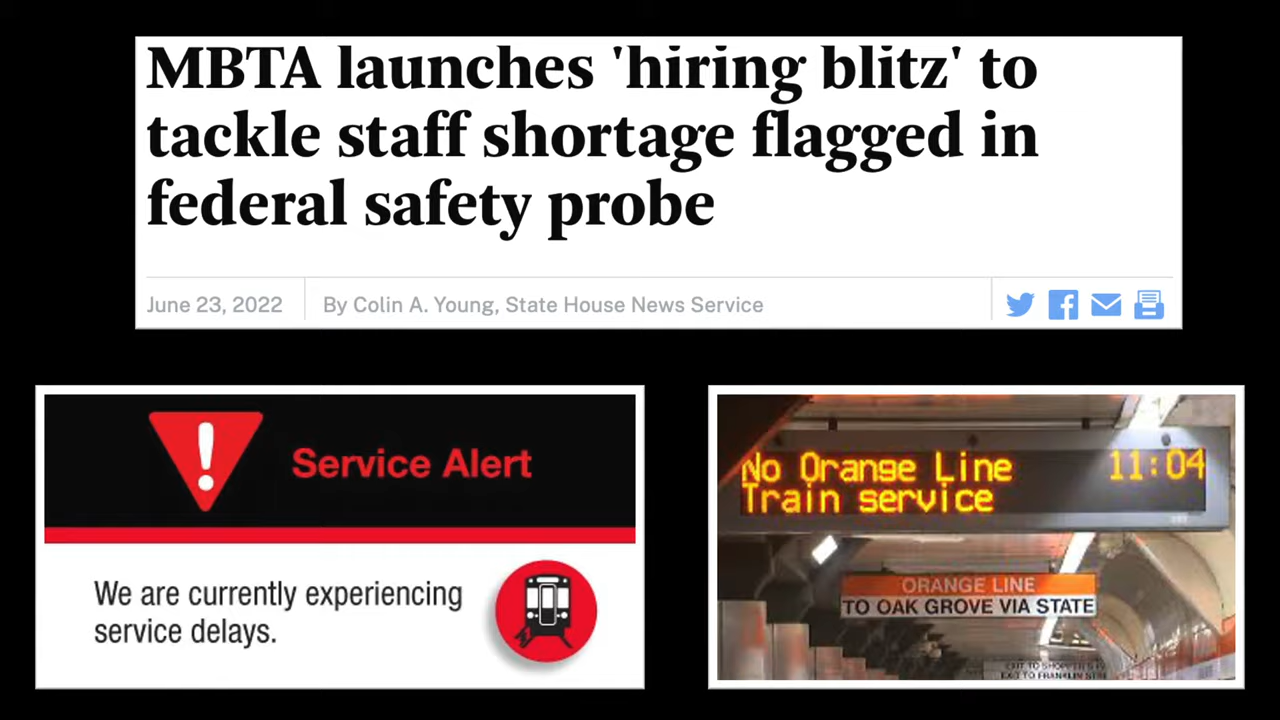 MBTA launches 'hiring blitz' to
tackle staff shortage flagged in
federal safety probe
June 23, 2022
By Colin A. Young, State House News Service
Service Alert
We are currently experiencing
service delays.
No Orange Line 11:04
Train service
ORANGE LINE
TO OAK GROVE VIA STATE